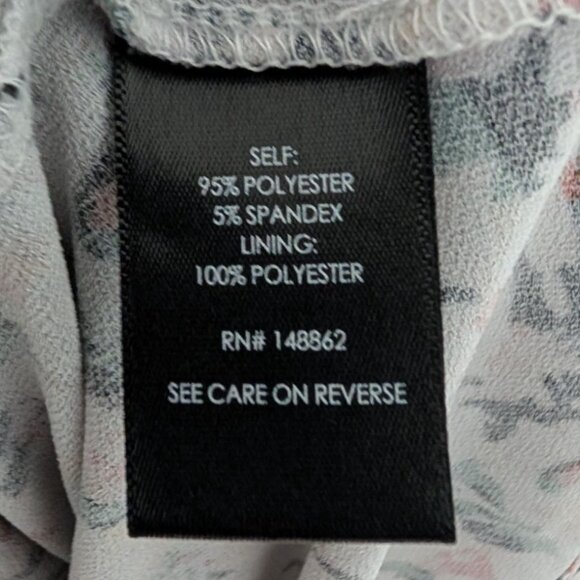 SELF:
95% POLYESTER
5% SPANDEX
LINING:
100% POLYESTER
RN# 148862
SEE CARE ON REVERSE